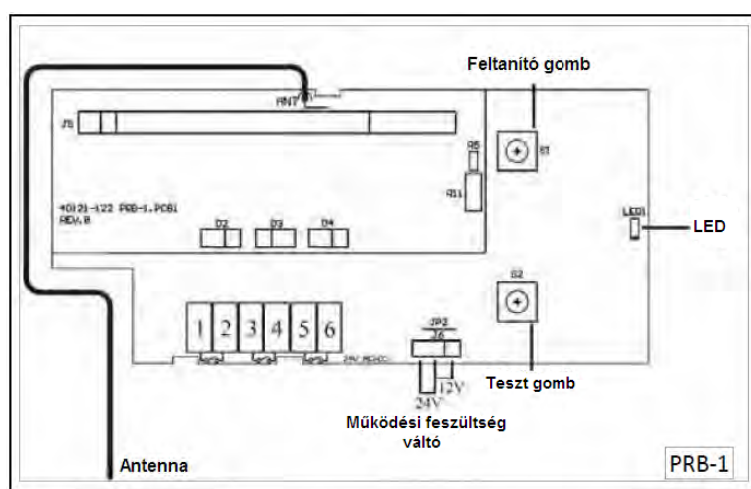 Feltanító gomb
ANT
J5
S1
R5
R11
40121-122 PRB-1.PCB1
REV.0
LED1
LED
D2 D3 D4
S2
1 2 3 4 5 6
JP2
J6
12V
24V
Teszt gomb
Működési feszültség
váltó
Antenna
PRB-1